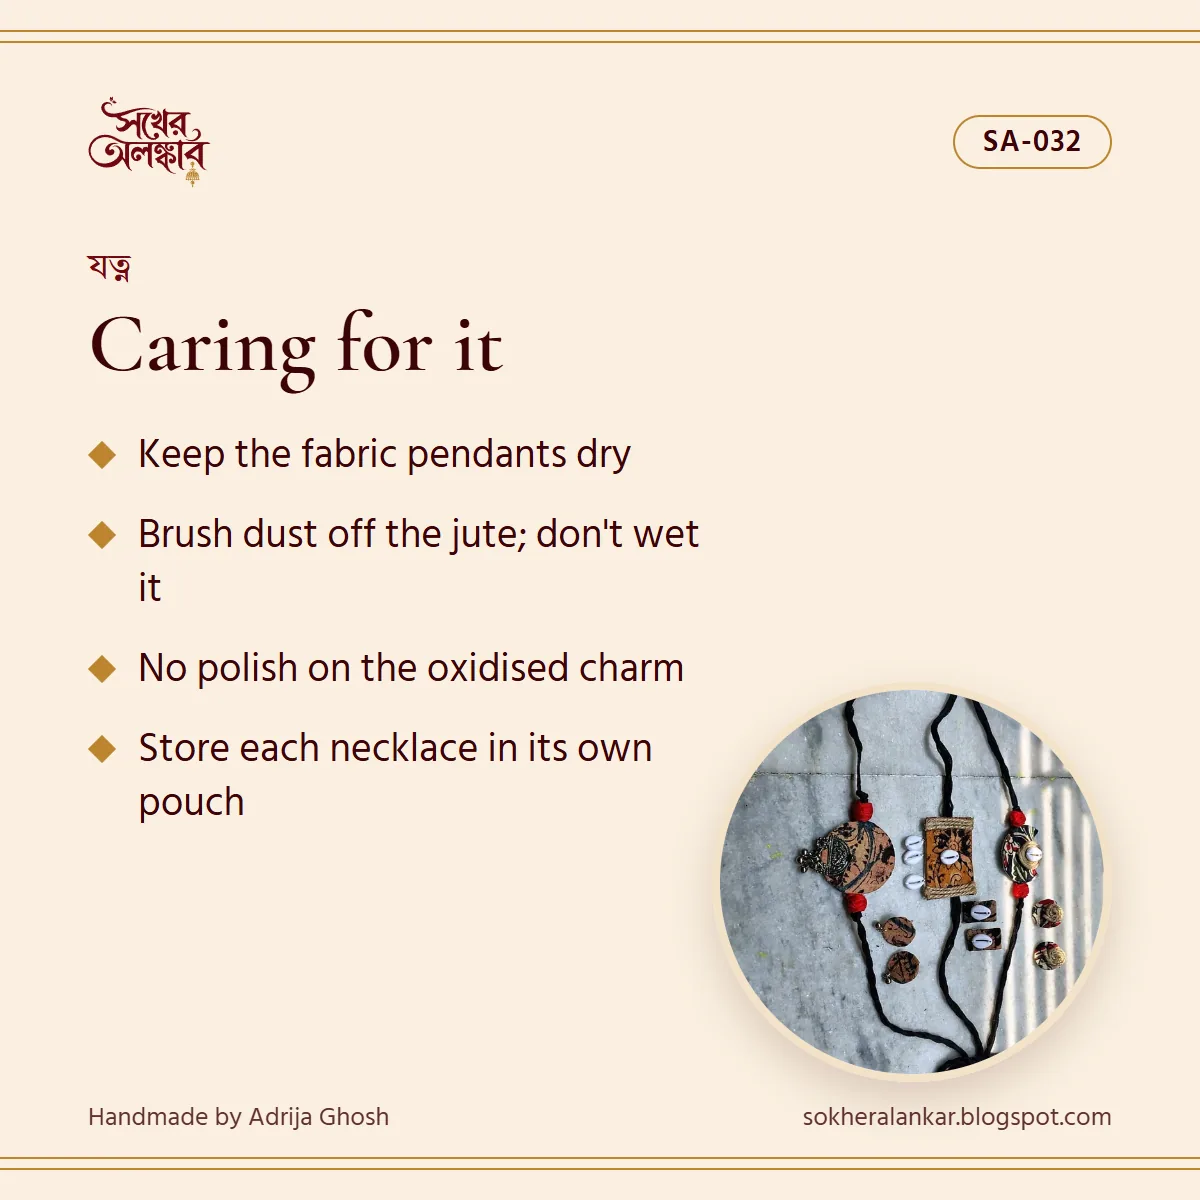 সখের
অলঙ্কার
SA-032
যত্ন
Caring for it
Keep the fabric pendants dry
Brush dust off the jute; don't wet
it
No polish on the oxidised charm
Store each necklace in its own
pouch
Handmade by Adrija Ghosh
sokheralankar.blogspot.com